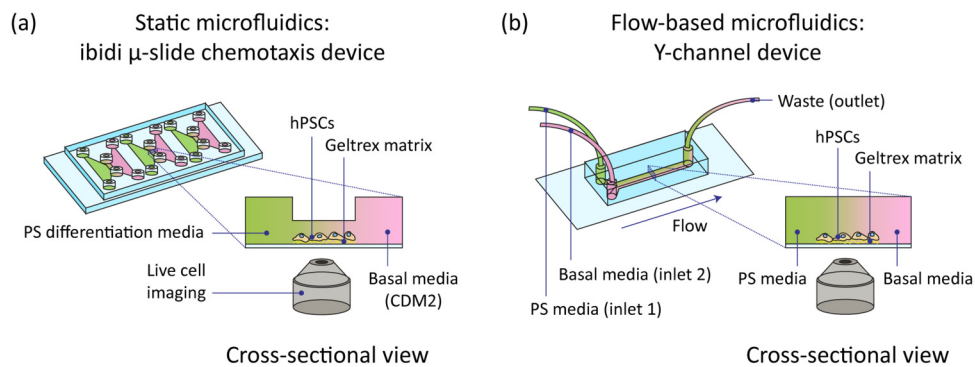 (a)
Static microfluidics:
ibidi μ-slide chemotaxis device
hPSCs
Geltrex matrix
PS differentiation media
Live cell
imaging
Basal media
(CDM2)
Cross-sectional view
(b)
Flow-based microfluidics:
Y-channel device
Waste (outlet)
hPSCs
Geltrex matrix
Flow
Basal media (inlet 2)
PS media (inlet 1)
PS media
Basal media
Cross-sectional view